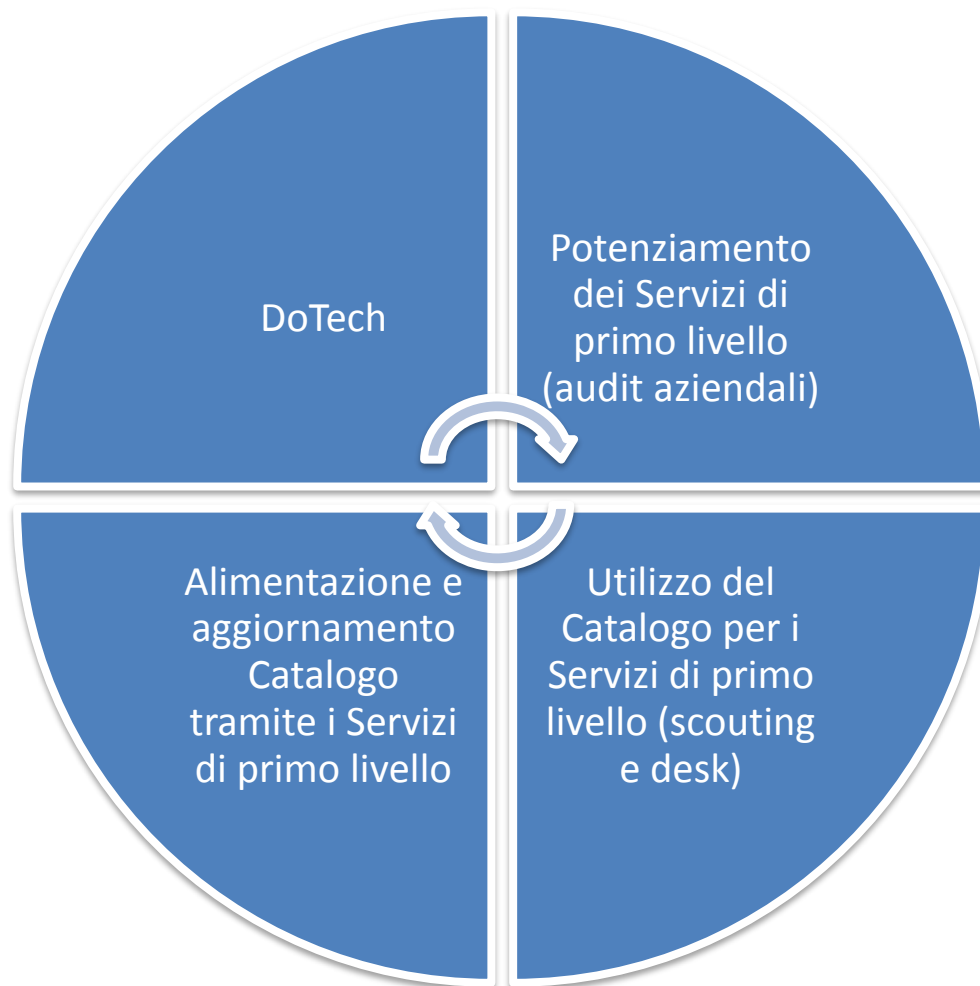 DoTech
Potenziamento
dei Servizi di
primo livello
(audit aziendali)
Alimentazione e
aggiornamento
Catalogo
tramite i Servizi
di primo livello
Utilizzo del
Catalogo per i
Servizi di primo
livello (scouting
e desk)